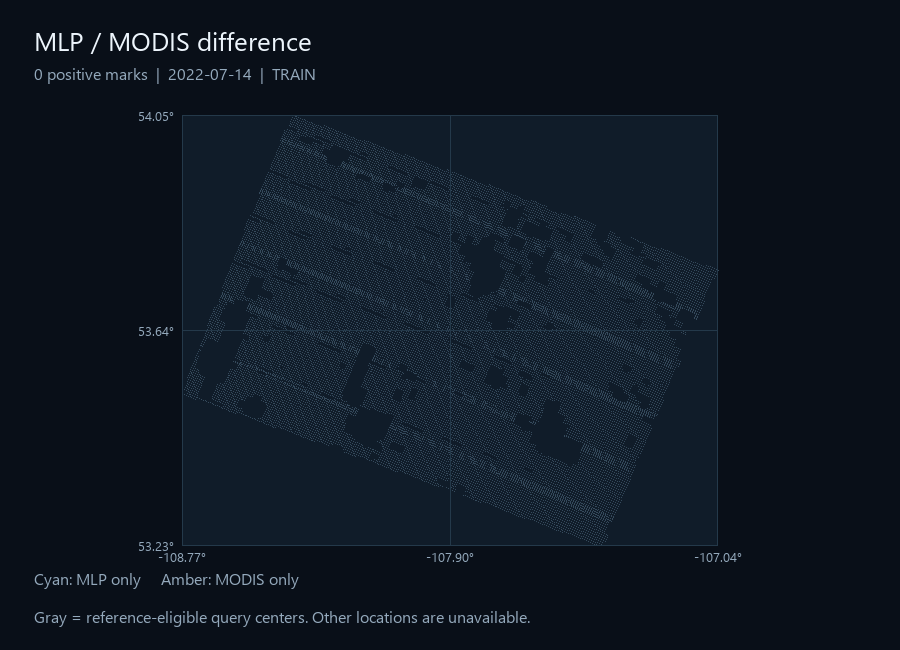 MLP / MODIS difference
0 positive marks | 2022-07-14 | TRAIN
54.05°
53.64°
53.23°
-108.77° -107.90° -107.04°
Cyan: MLP only Amber: MODIS only
Gray = reference-eligible query centers. Other locations are unavailable.